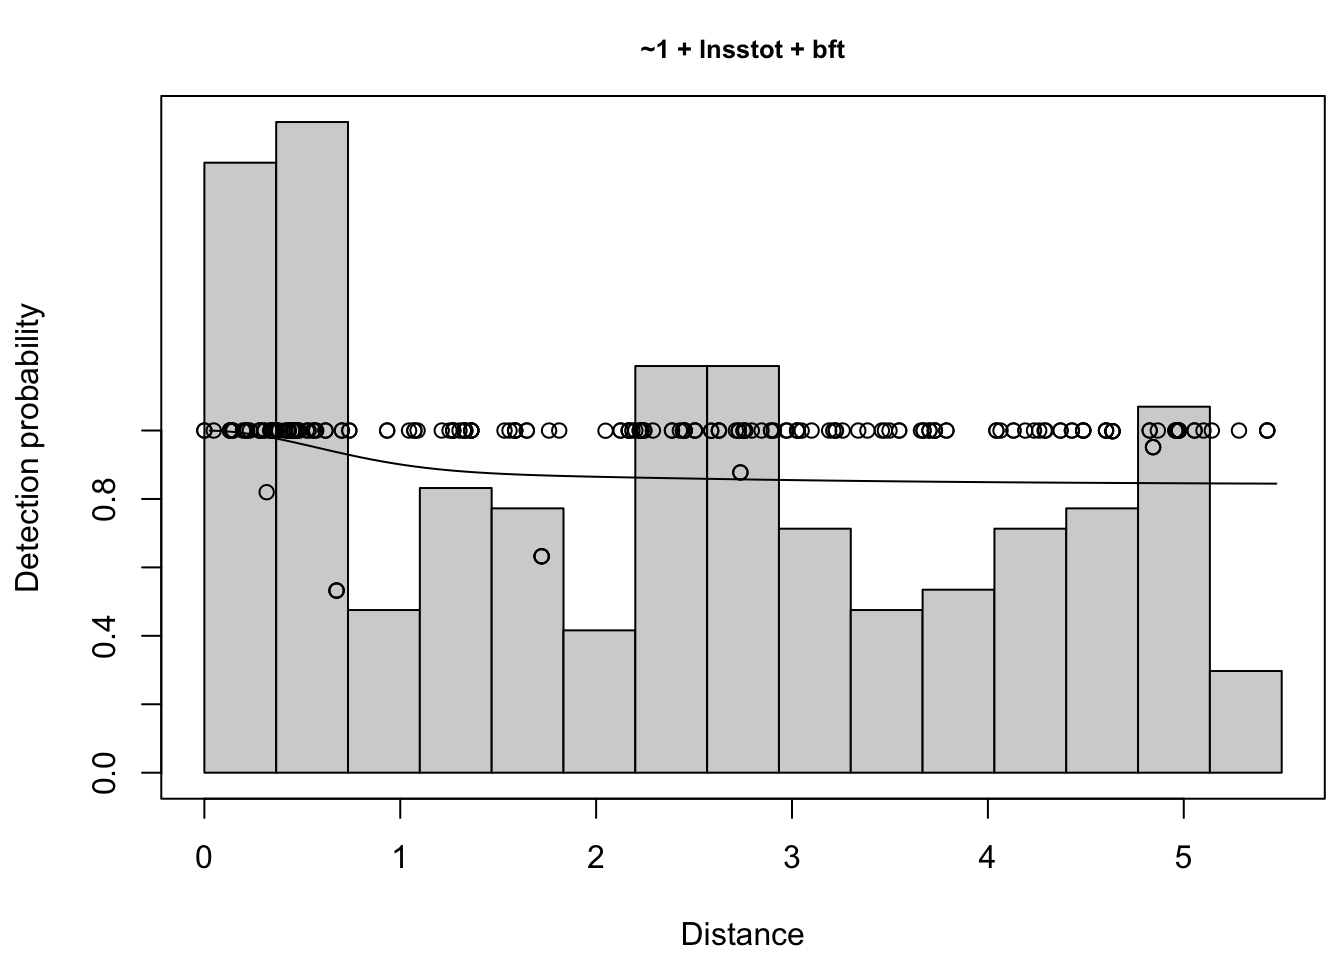 ~1 + lnsstot + bft
Detection probability
0.8
0.4
0.0
0 1 2 3 4 5
Distance